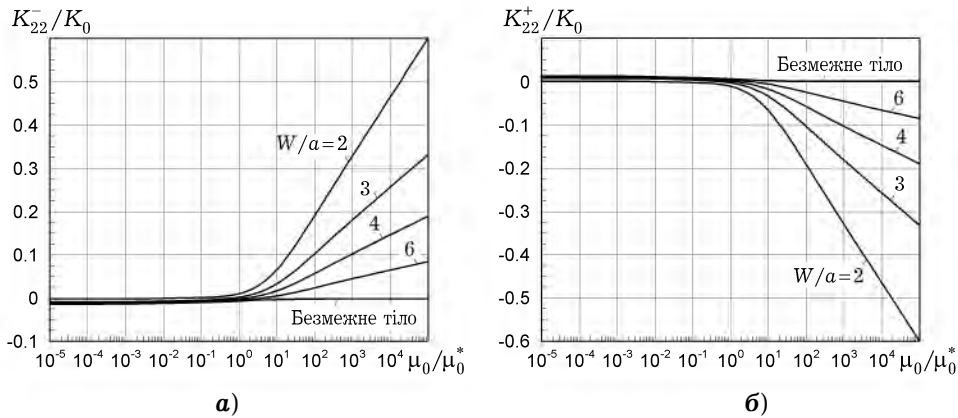 K₂₂⁻/K₀
0.5
0.4
0.3
0.2
0.1
0
-0.1
W/a=2
3
4
6
Безмежне тіло
10⁻⁵ 10⁻⁴ 10⁻³ 10⁻² 10⁻¹ 10⁰ 10¹ 10² 10³ 10⁴ μ₀/μ₀*
а)
K₂₂⁺/K₀
0
-0.1
-0.2
-0.3
-0.4
-0.5
-0.6
Безмежне тіло
6
4
3
W/a=2
10⁻⁵ 10⁻⁴ 10⁻³ 10⁻² 10⁻¹ 10⁰ 10¹ 10² 10³ 10⁴ μ₀/μ₀*
б)